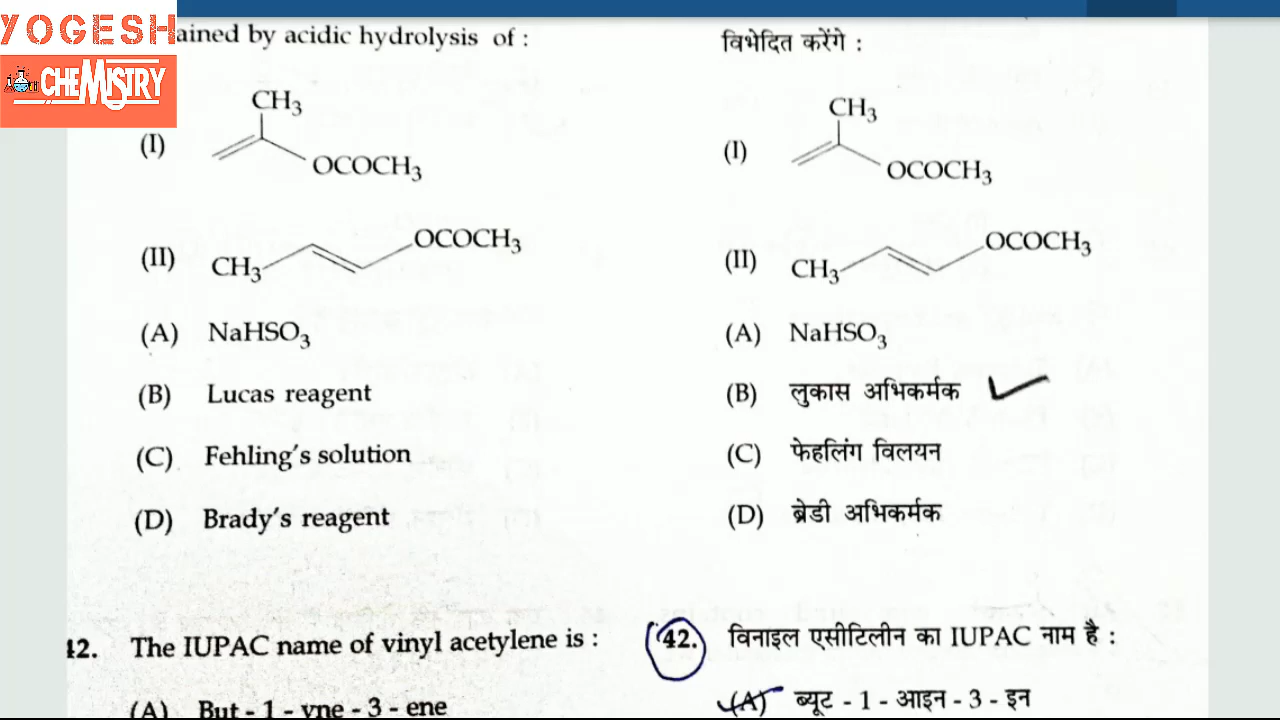 YOGESH
CHEMISTRY
ained by acidic hydrolysis of :
CH3
(I)
OCOCH3
(II)
CH3
OCOCH3
(A) NaHSO3
(B) Lucas reagent
(C) Fehling's solution
(D) Brady's reagent
42. The IUPAC name of vinyl acetylene is :
(A) But - 1 - yne - 3 - ene
विभेदित करेंगे :
CH3
(I)
OCOCH3
(II)
CH3
OCOCH3
(A) NaHSO3
(B) लुकास अभिकर्मक
(C) फेहलिंग विलयन
(D) ब्रेडी अभिकर्मक
42. विनाइल एसीटिलीन का IUPAC नाम है :
(A) ब्यूट - 1 - आइन - 3 - इन